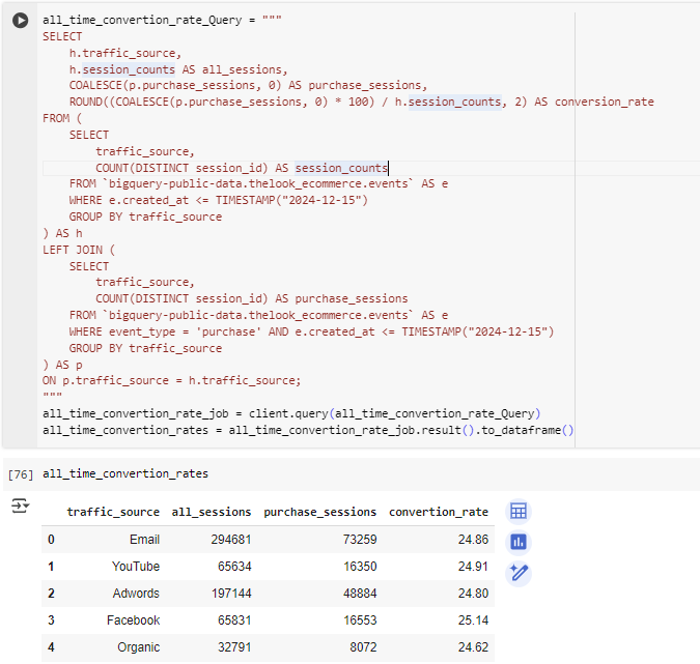 all_time_convertion_rate_Query = """
SELECT
    h.traffic_source,
    h.session_counts AS all_sessions,
    COALESCE(p.purchase_sessions, 0) AS purchase_sessions,
    ROUND((COALESCE(p.purchase_sessions, 0) * 100) / h.session_counts, 2) AS conversion_rate
FROM (
    SELECT
        traffic_source,
        COUNT(DISTINCT session_id) AS session_counts
    FROM `bigquery-public-data.thelook_ecommerce.events` AS e
    WHERE e.created_at <= TIMESTAMP("2024-12-15")
    GROUP BY traffic_source
) AS h
LEFT JOIN (
    SELECT
        traffic_source,
        COUNT(DISTINCT session_id) AS purchase_sessions
    FROM `bigquery-public-data.thelook_ecommerce.events` AS e
    WHERE event_type = 'purchase' AND e.created_at <= TIMESTAMP("2024-12-15")
    GROUP BY traffic_source
) AS p
ON p.traffic_source = h.traffic_source;
"""
all_time_convertion_rate_job = client.query(all_time_convertion_rate_Query)
all_time_convertion_rates = all_time_convertion_rate_job.result().to_dataframe()
[76] all_time_convertion_rates
traffic_source all_sessions purchase_sessions convertion_rate
0 Email 294681 73259 24.86
1 YouTube 65634 16350 24.91
2 Adwords 197144 48884 24.80
3 Facebook 65831 16553 25.14
4 Organic 32791 8072 24.62